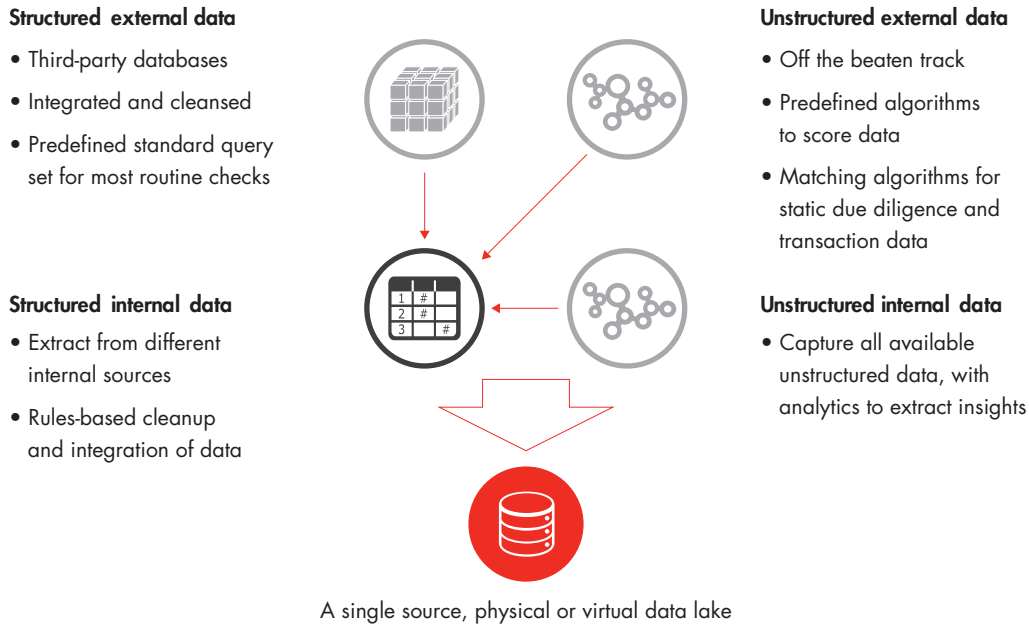 Structured external data
• Third-party databases
• Integrated and cleansed
• Predefined standard query
set for most routine checks
Unstructured external data
• Off the beaten track
• Predefined algorithms
to score data
• Matching algorithms for
static due diligence and
transaction data
Structured internal data
• Extract from different
internal sources
• Rules-based cleanup
and integration of data
1 #
2 #
3 #
Unstructured internal data
• Capture all available
unstructured data, with
analytics to extract insights
A single source, physical or virtual data lake